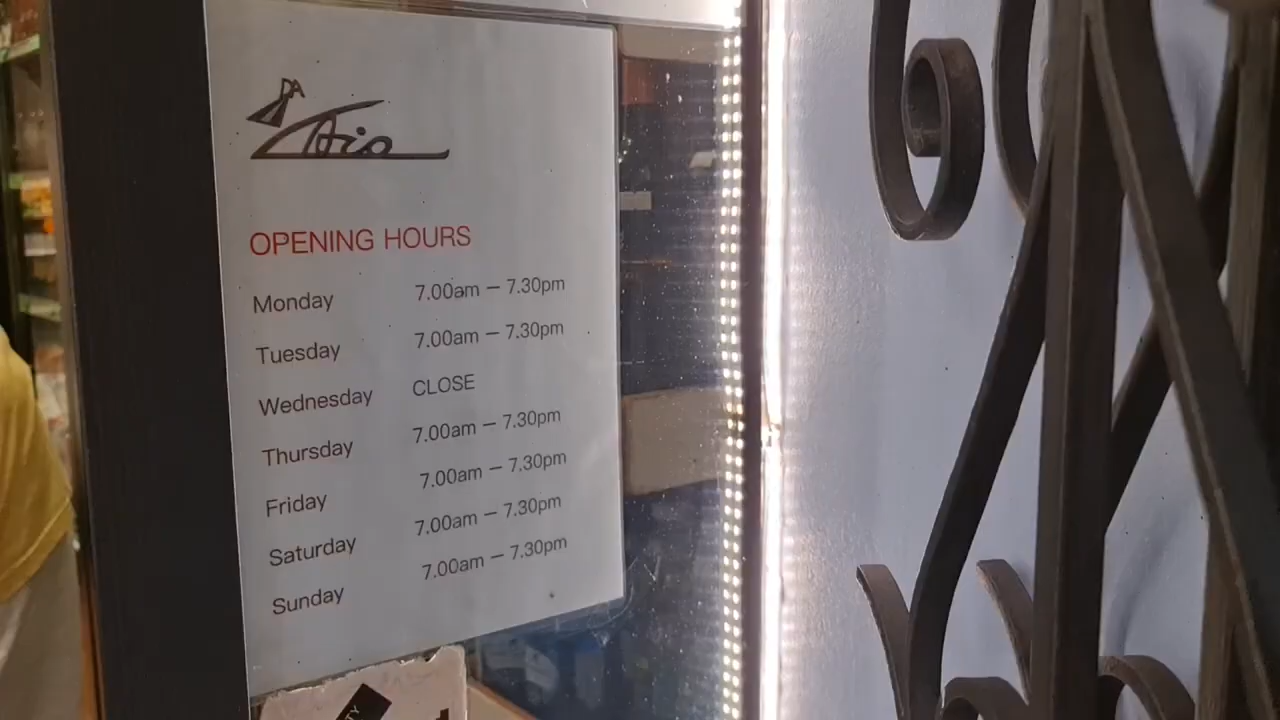 OPENING HOURS
Monday 7.00am – 7.30pm
Tuesday 7.00am – 7.30pm
Wednesday CLOSE
Thursday 7.00am – 7.30pm
Friday 7.00am – 7.30pm
Saturday 7.00am – 7.30pm
Sunday 7.00am – 7.30pm